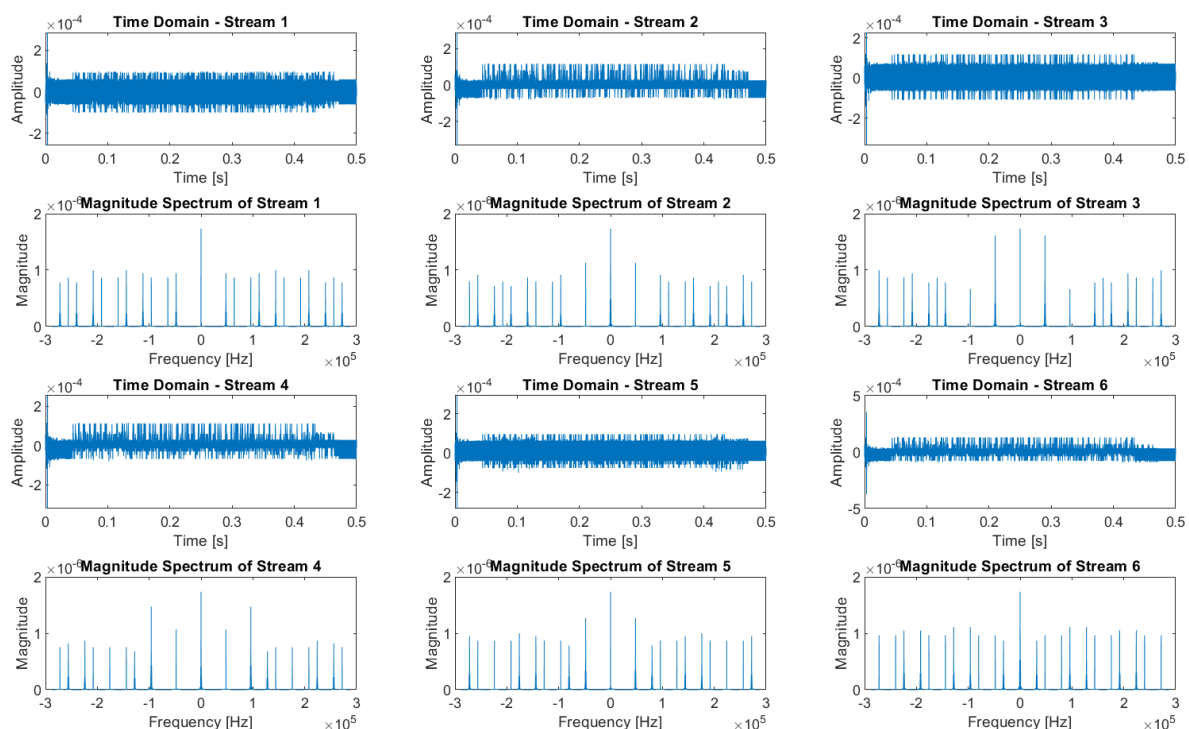 Time Domain - Stream 1
×10⁻⁴
Amplitude
2
0
-2
0 0.1 0.2 0.3 0.4 0.5
Time [s]
Time Domain - Stream 2
×10⁻⁴
Amplitude
2
0
-2
0 0.1 0.2 0.3 0.4 0.5
Time [s]
Time Domain - Stream 3
×10⁻⁴
Amplitude
2
0
-2
0 0.1 0.2 0.3 0.4 0.5
Time [s]
Magnitude Spectrum of Stream 1
×10⁻⁶
Magnitude
2
1
0
-3 -2 -1 0 1 2 3
Frequency [Hz]
×10⁵
Magnitude Spectrum of Stream 2
×10⁻⁶
Magnitude
2
1
0
-3 -2 -1 0 1 2 3
Frequency [Hz]
×10⁵
Magnitude Spectrum of Stream 3
×10⁻⁶
Magnitude
2
1
0
-3 -2 -1 0 1 2 3
Frequency [Hz]
×10⁵
Time Domain - Stream 4
×10⁻⁴
Amplitude
2
0
-2
0 0.1 0.2 0.3 0.4 0.5
Time [s]
Time Domain - Stream 5
×10⁻⁴
Amplitude
2
0
-2
0 0.1 0.2 0.3 0.4 0.5
Time [s]
Time Domain - Stream 6
×10⁻⁴
Amplitude
5
0
-5
0 0.1 0.2 0.3 0.4 0.5
Time [s]
Magnitude Spectrum of Stream 4
×10⁻⁶
Magnitude
2
1
0
-3 -2 -1 0 1 2 3
Frequency [Hz]
×10⁵
Magnitude Spectrum of Stream 5
×10⁻⁶
Magnitude
2
1
0
-3 -2 -1 0 1 2 3
Frequency [Hz]
×10⁵
Magnitude Spectrum of Stream 6
×10⁻⁶
Magnitude
2
1
0
-3 -2 -1 0 1 2 3
Frequency [Hz]
×10⁵